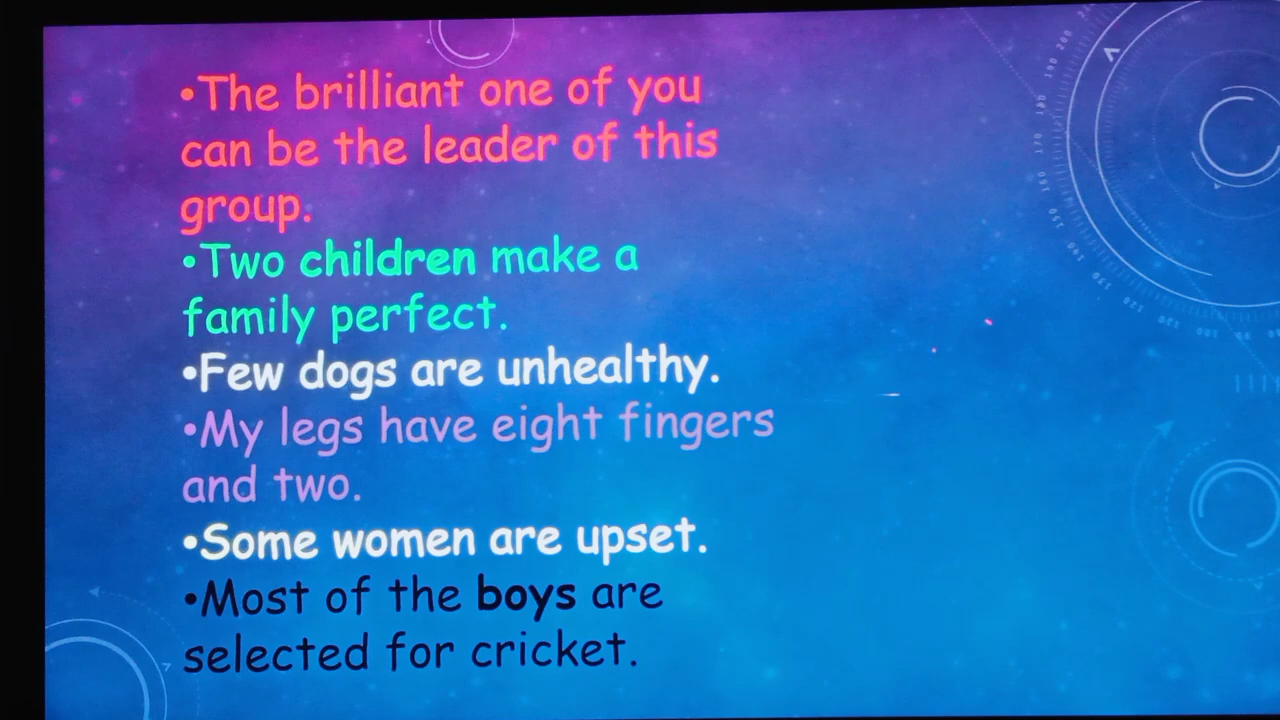 •The brilliant one of you
can be the leader of this
group.
•Two children make a
family perfect.
•Few dogs are unhealthy.
•My legs have eight fingers
and two.
•Some women are upset.
•Most of the boys are
selected for cricket.